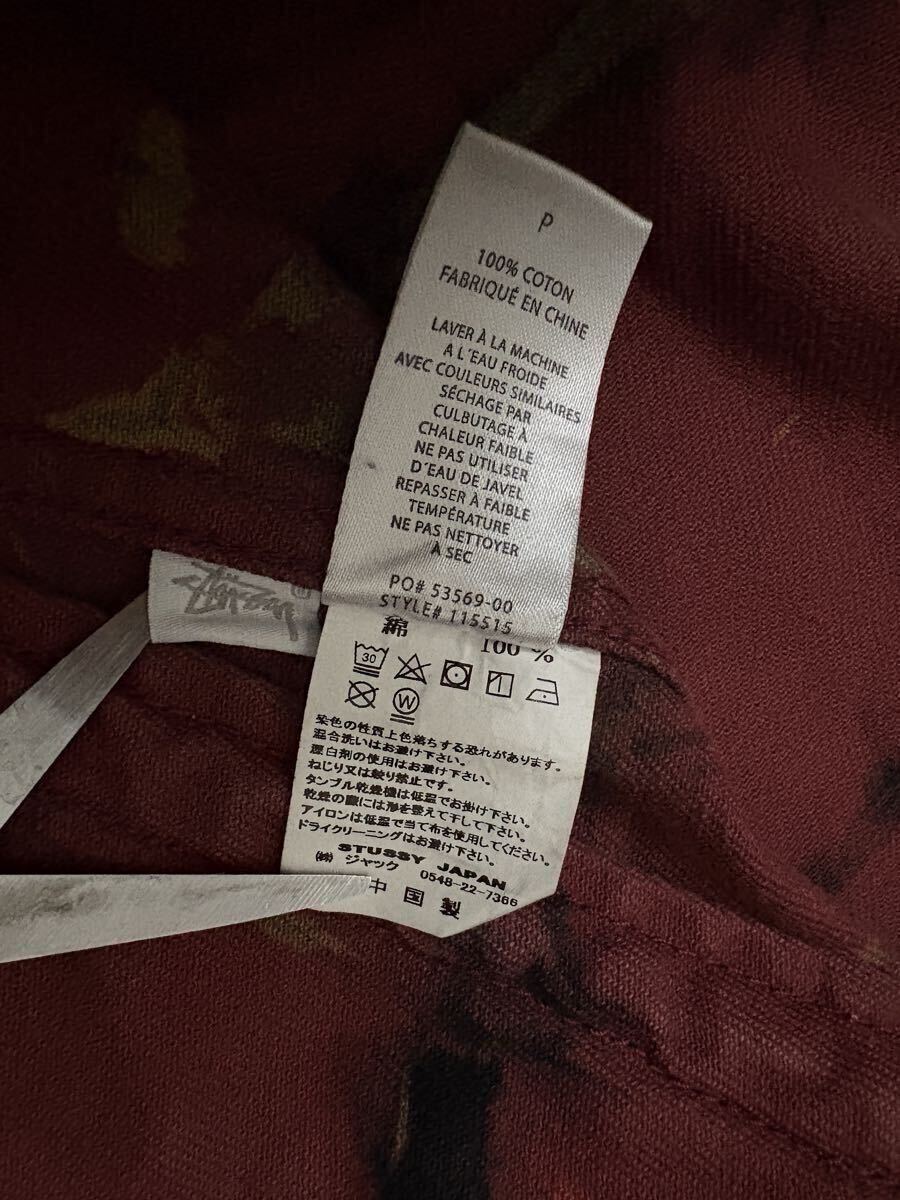 P
100% COTON
FABRIQUÉ EN CHINE
LAVER À LA MACHINE
A L'EAU FROIDE
AVEC COULEURS SIMILAIRES
SÉCHAGE PAR
CULBUTAGE À
CHALEUR FAIBLE
NE PAS UTILISER
D'EAU DE JAVEL
REPASSER À FAIBLE
TEMPÉRATURE
NE PAS NETTOYER
À SEC
PO# 53569-00
STYLE# 115515
Stüssy ®
綿 100 %
30
W
染色の性質上色落ちする恐れがあります。
混合洗いはお避け下さい。
漂白剤の使用はお避け下さい。
ねじり又は絞り禁止です。
タンブル乾燥機は低温でお掛け下さい。
乾燥の際には形を整えて干して下さい。
アイロンは低温で当て布を使用してください。
ドライクリーニングはお避け下さい。
STUSSY JAPAN
㈱ ジャック 0548-22-7366
中国製